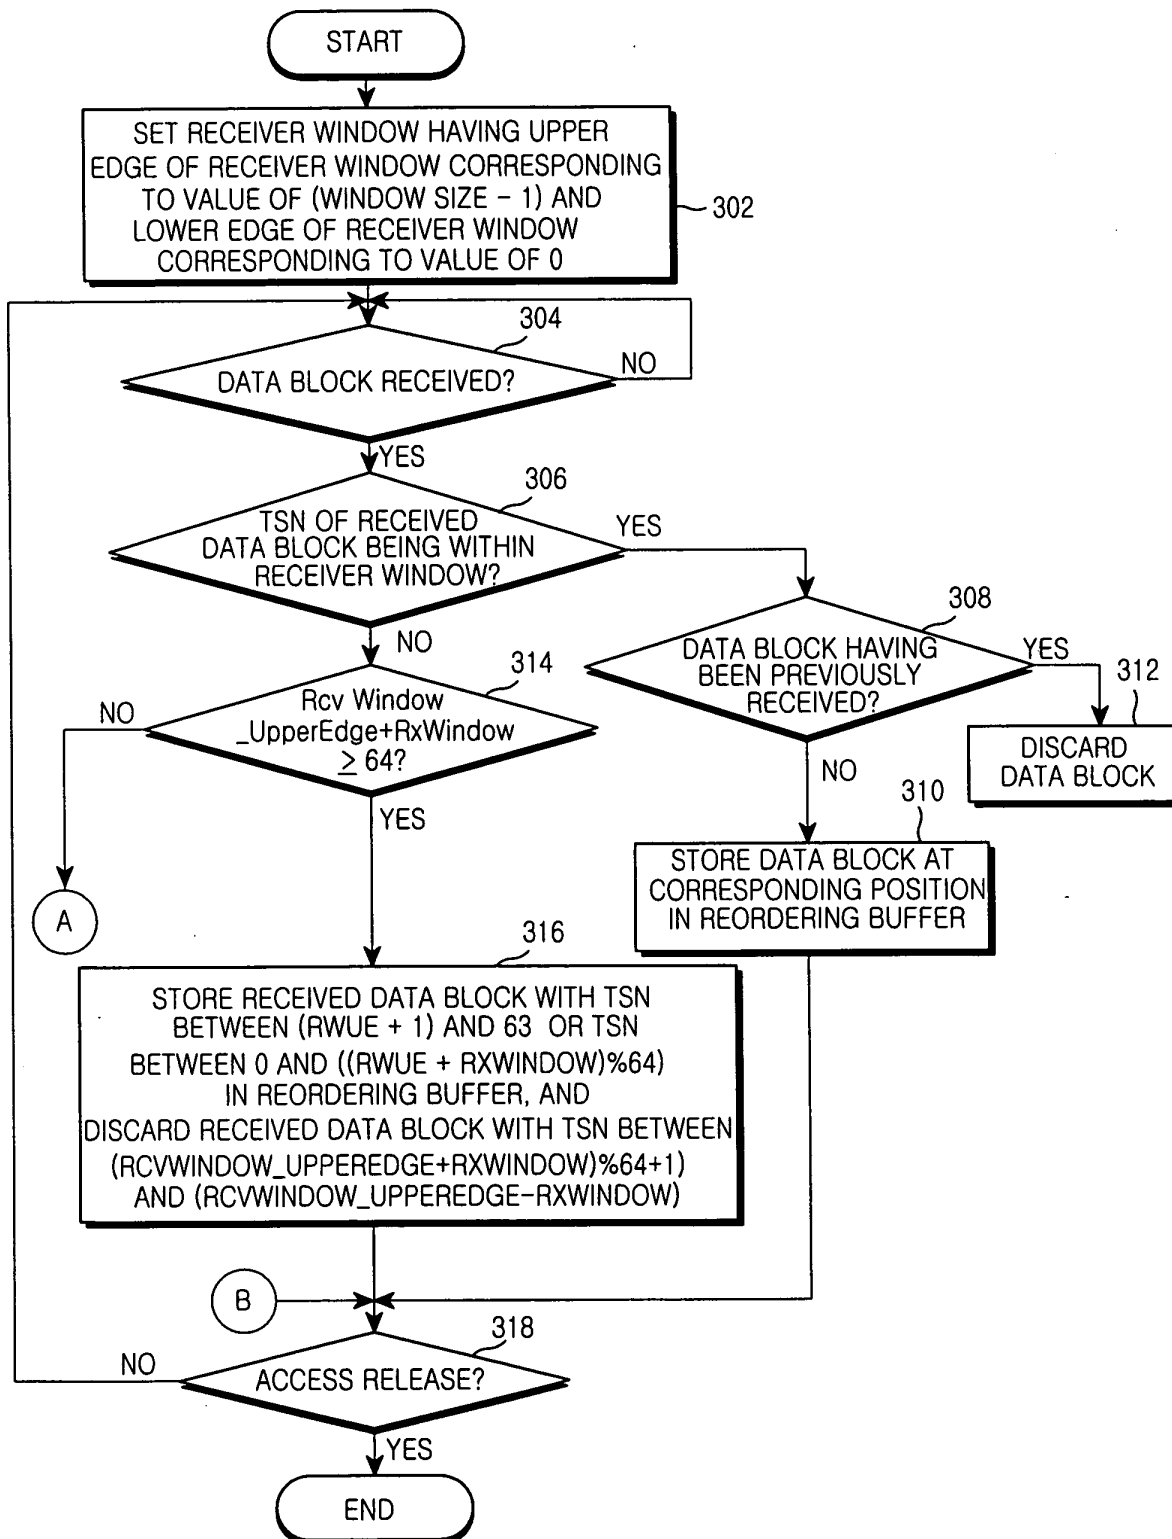 START
SET RECEIVER WINDOW HAVING UPPER
EDGE OF RECEIVER WINDOW CORRESPONDING
TO VALUE OF (WINDOW SIZE - 1) AND
LOWER EDGE OF RECEIVER WINDOW
CORRESPONDING TO VALUE OF 0
302
304
DATA BLOCK RECEIVED?
NO
YES
306
TSN OF RECEIVED
DATA BLOCK BEING WITHIN
RECEIVER WINDOW?
YES
NO
308
DATA BLOCK HAVING
BEEN PREVIOUSLY
RECEIVED?
YES
312
DISCARD
DATA BLOCK
NO
314
Rcv Window
_UpperEdge+RxWindow
≥ 64?
NO
YES
A
310
STORE DATA BLOCK AT
CORRESPONDING POSITION
IN REORDERING BUFFER
316
STORE RECEIVED DATA BLOCK WITH TSN
BETWEEN (RWUE + 1) AND 63 OR TSN
BETWEEN 0 AND ((RWUE + RXWINDOW)%64)
IN REORDERING BUFFER, AND
DISCARD RECEIVED DATA BLOCK WITH TSN BETWEEN
(RCVWINDOW_UPPEREDGE+RXWINDOW)%64+1)
AND (RCVWINDOW_UPPEREDGE-RXWINDOW)
B
318
ACCESS RELEASE?
NO
YES
END